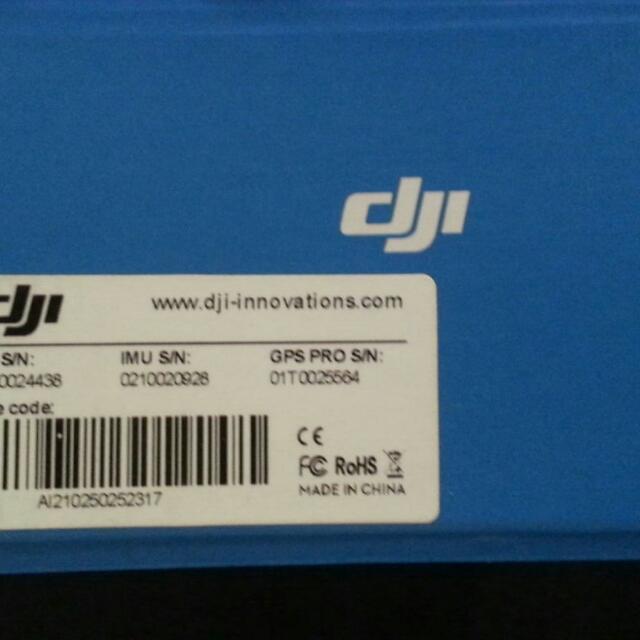 dji
dji www.dji-innovations.com
S/N: IMU S/N: GPS PRO S/N:
0024438 0210020928 01T0025564
code:
CE
FC RoHS
AI210250252317 MADE IN CHINA